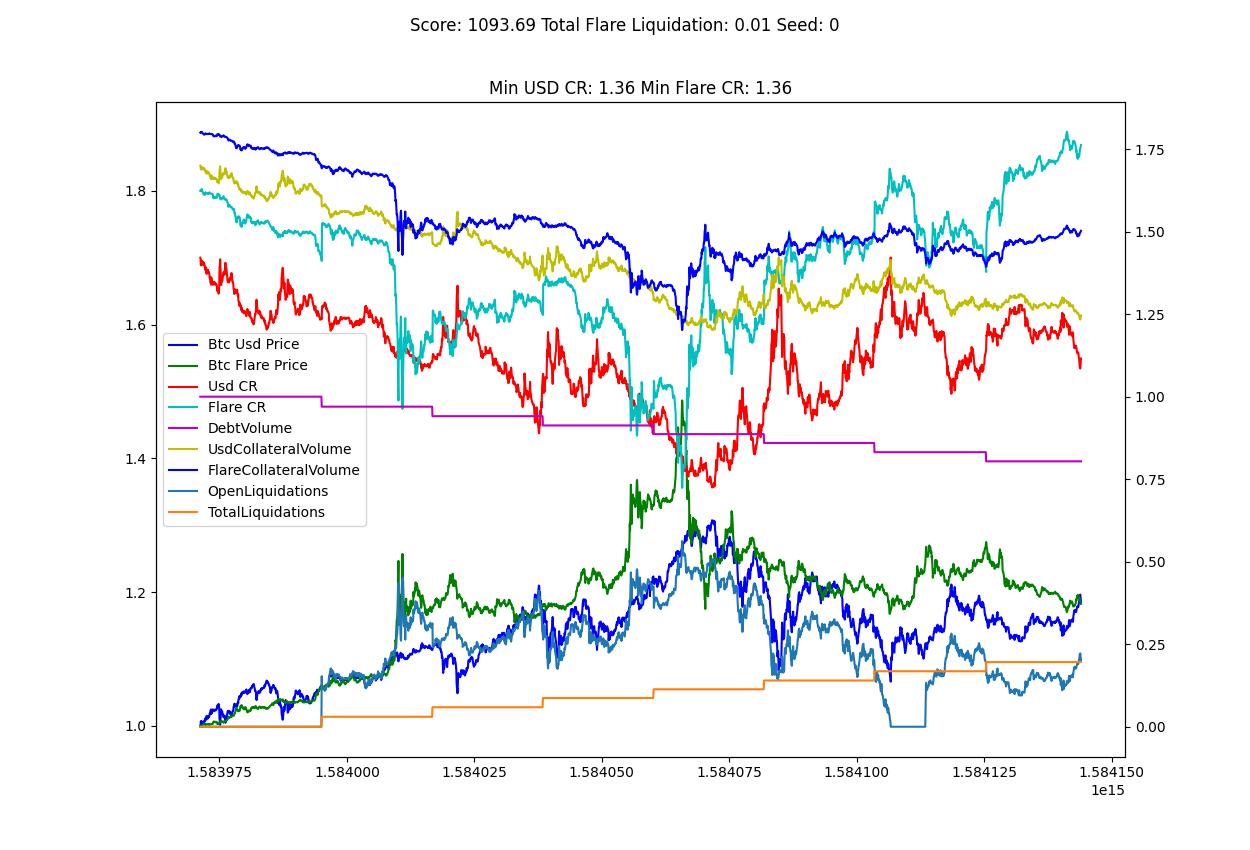 Score: 1093.69 Total Flare Liquidation: 0.01 Seed: 0
Min USD CR: 1.36 Min Flare CR: 1.36
1.8
1.6
1.4
1.2
1.0
Btc Usd Price
Btc Flare Price
Usd CR
Flare CR
DebtVolume
UsdCollateralVolume
FlareCollateralVolume
OpenLiquidations
TotalLiquidations
1.75
1.50
1.25
1.00
0.75
0.50
0.25
0.00
1.583975 1.584000 1.584025 1.584050 1.584075 1.584100 1.584125 1.584150
1e15